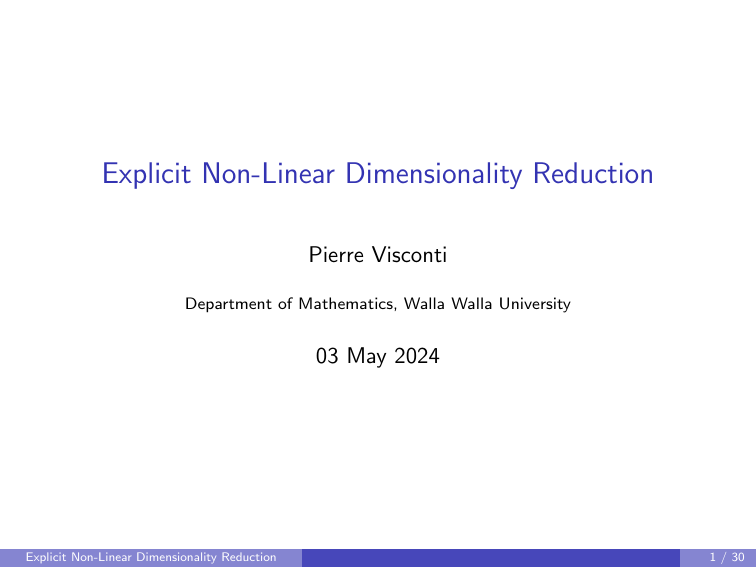 Explicit Non-Linear Dimensionality Reduction
Pierre Visconti
Department of Mathematics, Walla Walla University
03 May 2024
Explicit Non-Linear Dimensionality Reduction
1 / 30